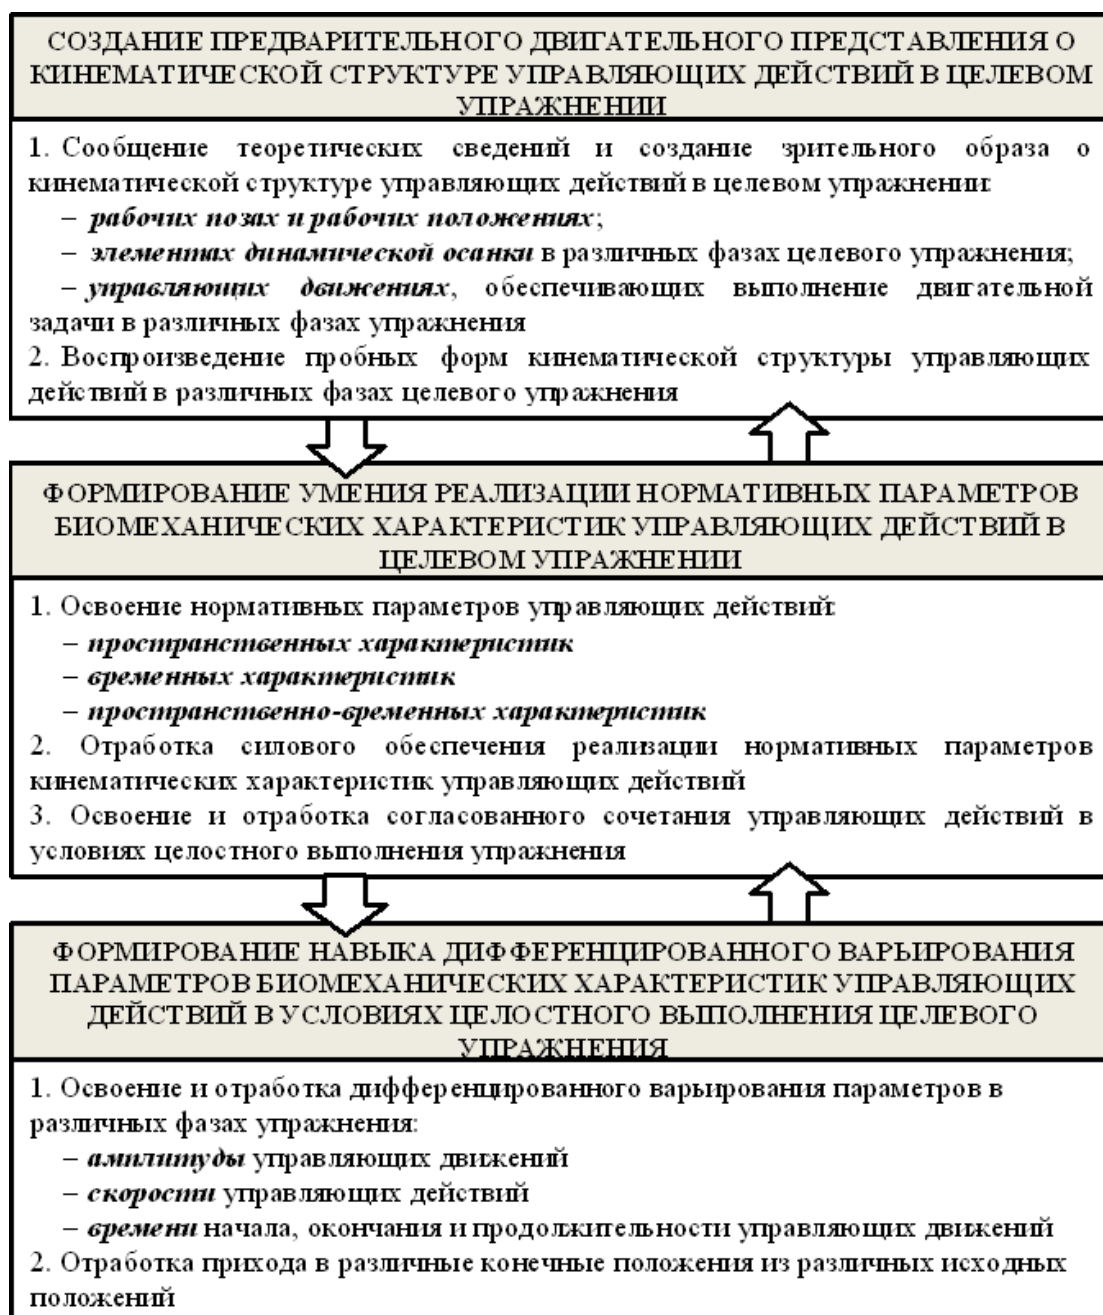 СОЗДАНИЕ ПРЕДВАРИТЕЛЬНОГО ДВИГАТЕЛЬНОГО ПРЕДСТАВЛЕНИЯ О
КИНЕМАТИЧЕСКОЙ СТРУКТУРЕ УПРАВЛЯЮЩИХ ДЕЙСТВИЙ В ЦЕЛЕВОМ
УПРАЖНЕНИИ
1. Сообщение теоретических сведений и создание зрительного образа о
кинематической структуре управляющих действий в целевом упражнении:
– рабочих позах и рабочих положениях;
– элементах динамической осанки в различных фазах целевого упражнения;
– управляющих движениях, обеспечивающих выполнение двигательной
задачи в различных фазах упражнения
2. Воспроизведение пробных форм кинематической структуры управляющих
действий в различных фазах целевого упражнения
ФОРМИРОВАНИЕ УМЕНИЯ РЕАЛИЗАЦИИ НОРМАТИВНЫХ ПАРАМЕТРОВ
БИОМЕХАНИЧЕСКИХ ХАРАКТЕРИСТИК УПРАВЛЯЮЩИХ ДЕЙСТВИЙ В
ЦЕЛЕВОМ УПРАЖНЕНИИ
1. Освоение нормативных параметров управляющих действий:
– пространственных характеристик
– временных характеристик
– пространственно-временных характеристик
2. Отработка силового обеспечения реализации нормативных параметров
кинематических характеристик управляющих действий
3. Освоение и отработка согласованного сочетания управляющих действий в
условиях целостного выполнения упражнения
ФОРМИРОВАНИЕ НАВЫКА ДИФФЕРЕНЦИРОВАННОГО ВАРЬИРОВАНИЯ
ПАРАМЕТРОВ БИОМЕХАНИЧЕСКИХ ХАРАКТЕРИСТИК УПРАВЛЯЮЩИХ
ДЕЙСТВИЙ В УСЛОВИЯХ ЦЕЛОСТНОГО ВЫПОЛНЕНИЯ ЦЕЛЕВОГО
УПРАЖНЕНИЯ
1. Освоение и отработка дифференцированного варьирования параметров в
различных фазах упражнения:
– амплитуды управляющих движений
– скорости управляющих действий
– времени начала, окончания и продолжительности управляющих движений
2. Отработка прихода в различные конечные положения из различных исходных
положений